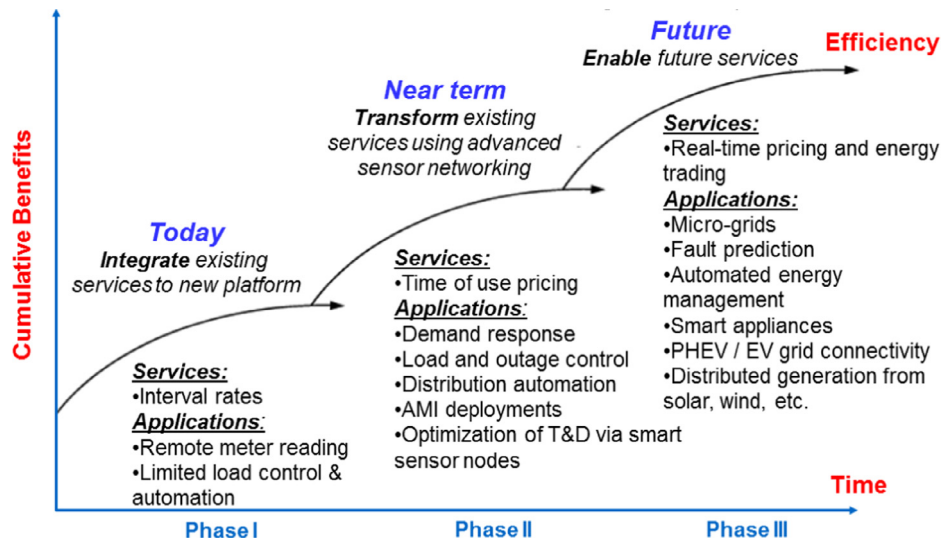 Cumulative Benefits
Today
Integrate existing
services to new platform
Services:
•Interval rates
Applications:
•Remote meter reading
•Limited load control &
automation
Near term
Transform existing
services using advanced
sensor networking
Services:
•Time of use pricing
Applications:
•Demand response
•Load and outage control
•Distribution automation
•AMI deployments
•Optimization of T&D via smart
sensor nodes
Future
Enable future services
Efficiency
Services:
•Real-time pricing and energy
trading
Applications:
•Micro-grids
•Fault prediction
•Automated energy
management
•Smart appliances
•PHEV / EV grid connectivity
•Distributed generation from
solar, wind, etc.
Time
Phase I
Phase II
Phase III